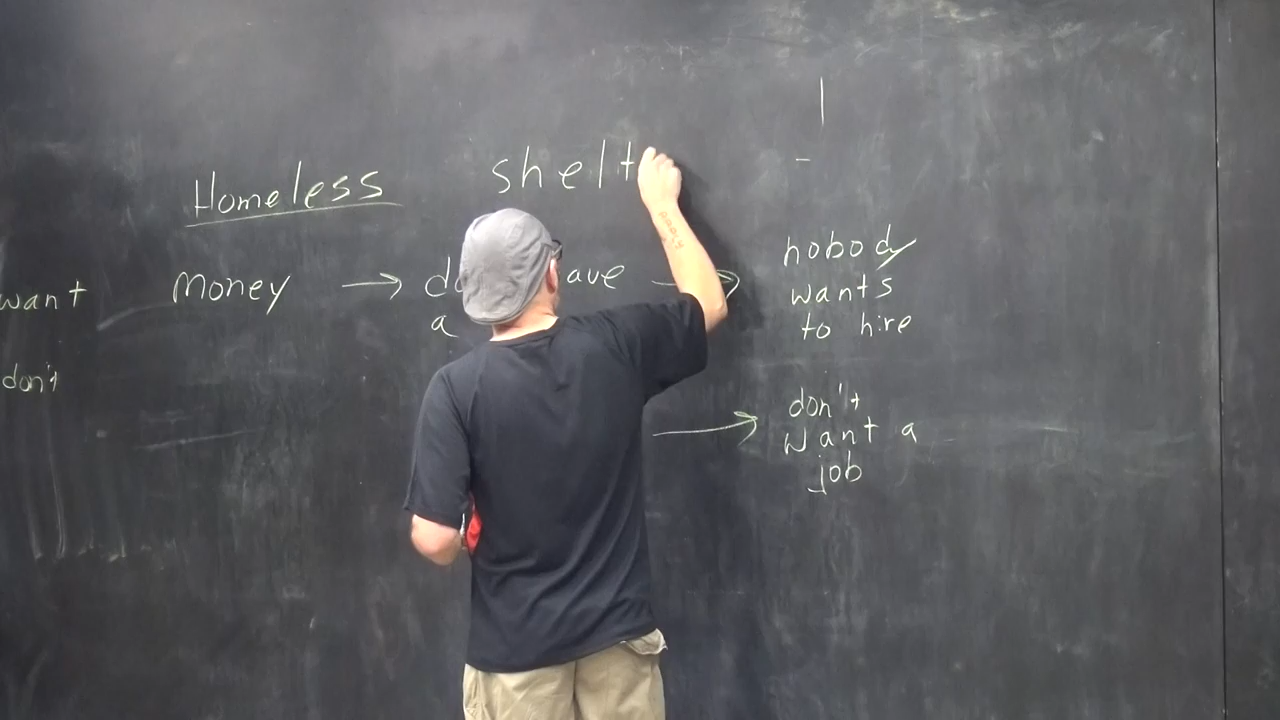 Homeless
shelt
want
money → do ave →
a
nobody
wants
to hire
don't
→ don't
want a
job